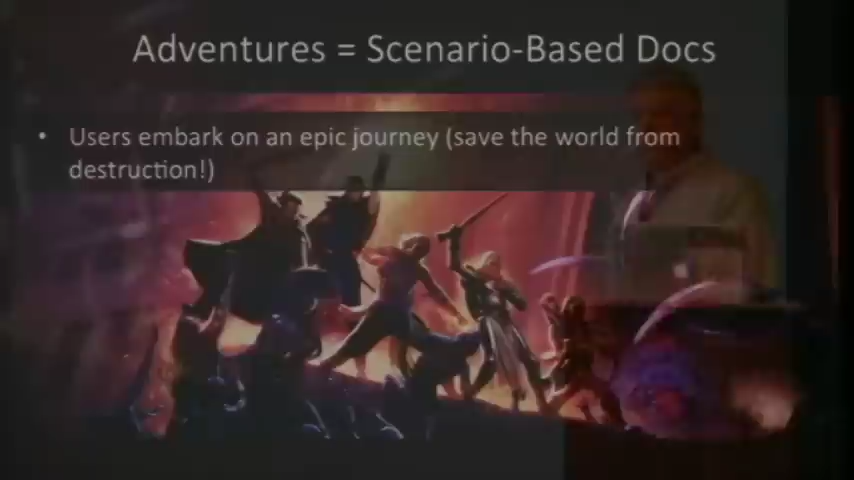 Adventures = Scenario-Based Docs
• Users embark on an epic journey (save the world from
destruction!)